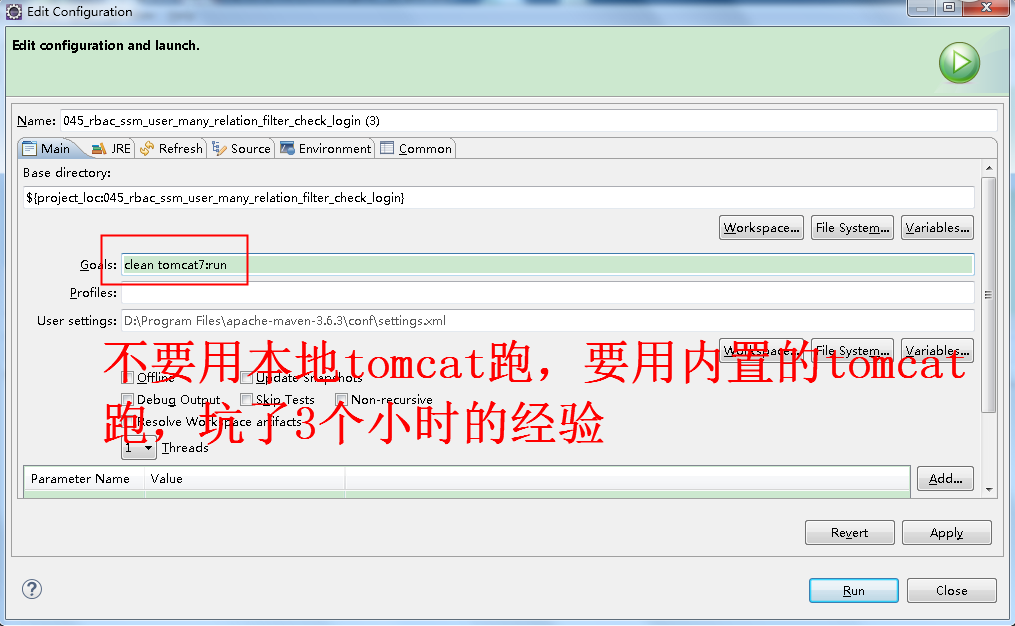 Edit Configuration
Edit configuration and launch.
Name: 045_rbac_ssm_user_many_relation_filter_check_login (3)
Main JRE Refresh Source Environment Common
Base directory:
${project_loc:045_rbac_ssm_user_many_relation_filter_check_login}
Workspace... File System... Variables...
Goals: clean tomcat7:run
Profiles:
User settings: D:\Program Files\apache-maven-3.6.3\conf\settings.xml
Workspace... File System... Variables...
不要用本地tomcat跑，要用内置的tomcat
Offline Update Snapshots
Debug Output Skip Tests Non-recursive
跑，坑了3个小时的经验
Resolve Workspace artifacts
1 Threads
Parameter Name Value Add...
Revert Apply
Run Close